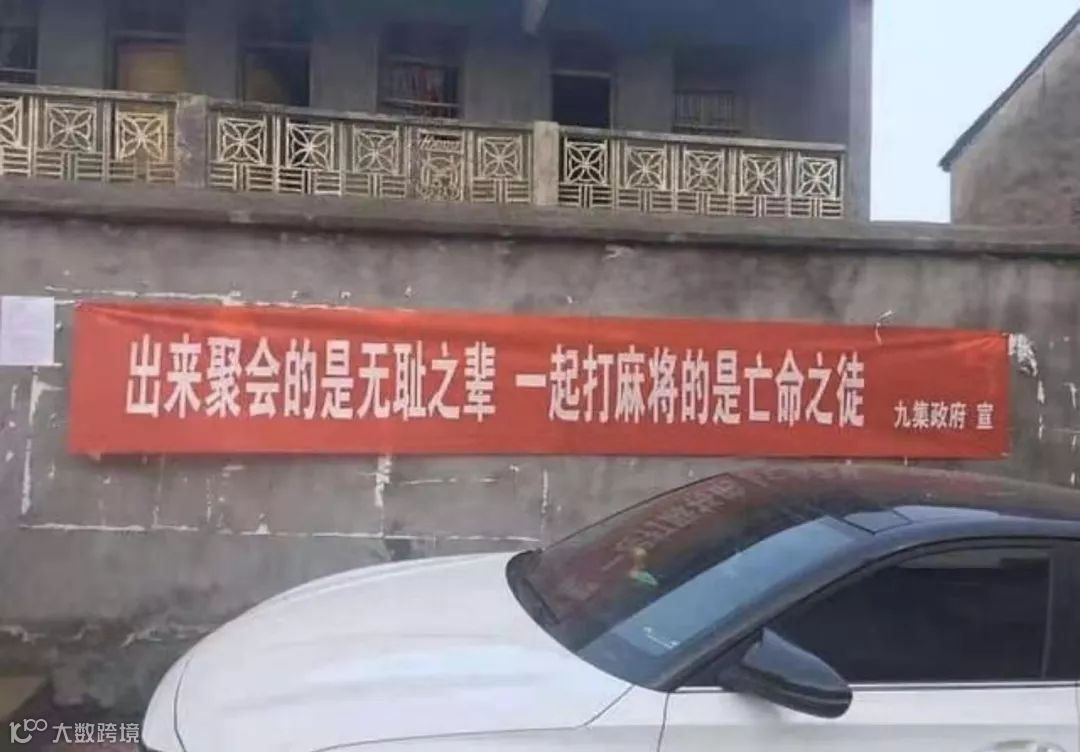 出来聚会的是无耻之辈 一起打麻将的是亡命之徒 九集政府 宣
大数跨境